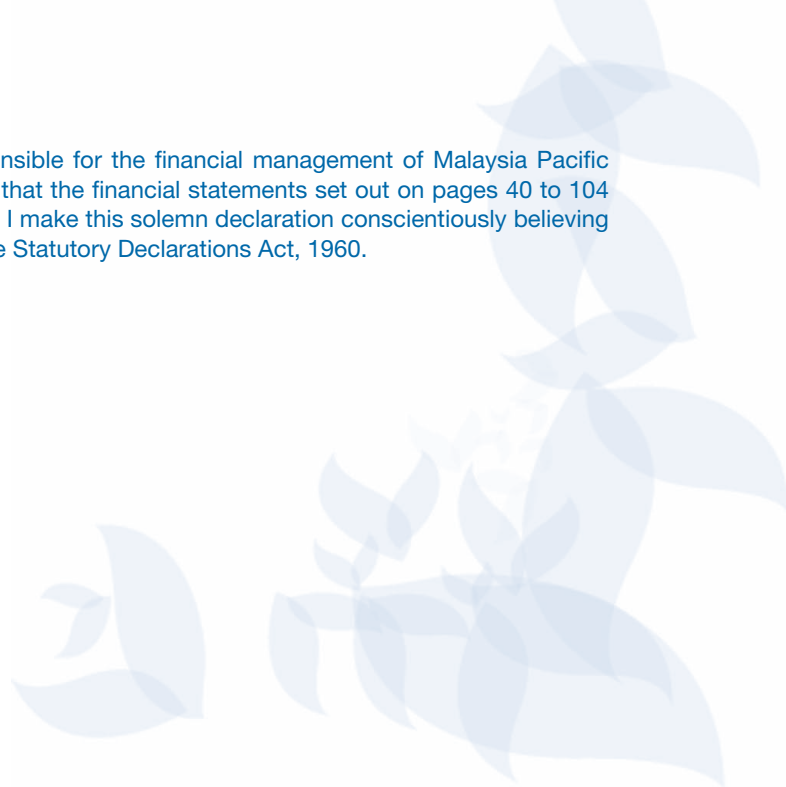 nsible for the financial management of Malaysia Pacific
that the financial statements set out on pages 40 to 104
I make this solemn declaration conscientiously believing
e Statutory Declarations Act, 1960.